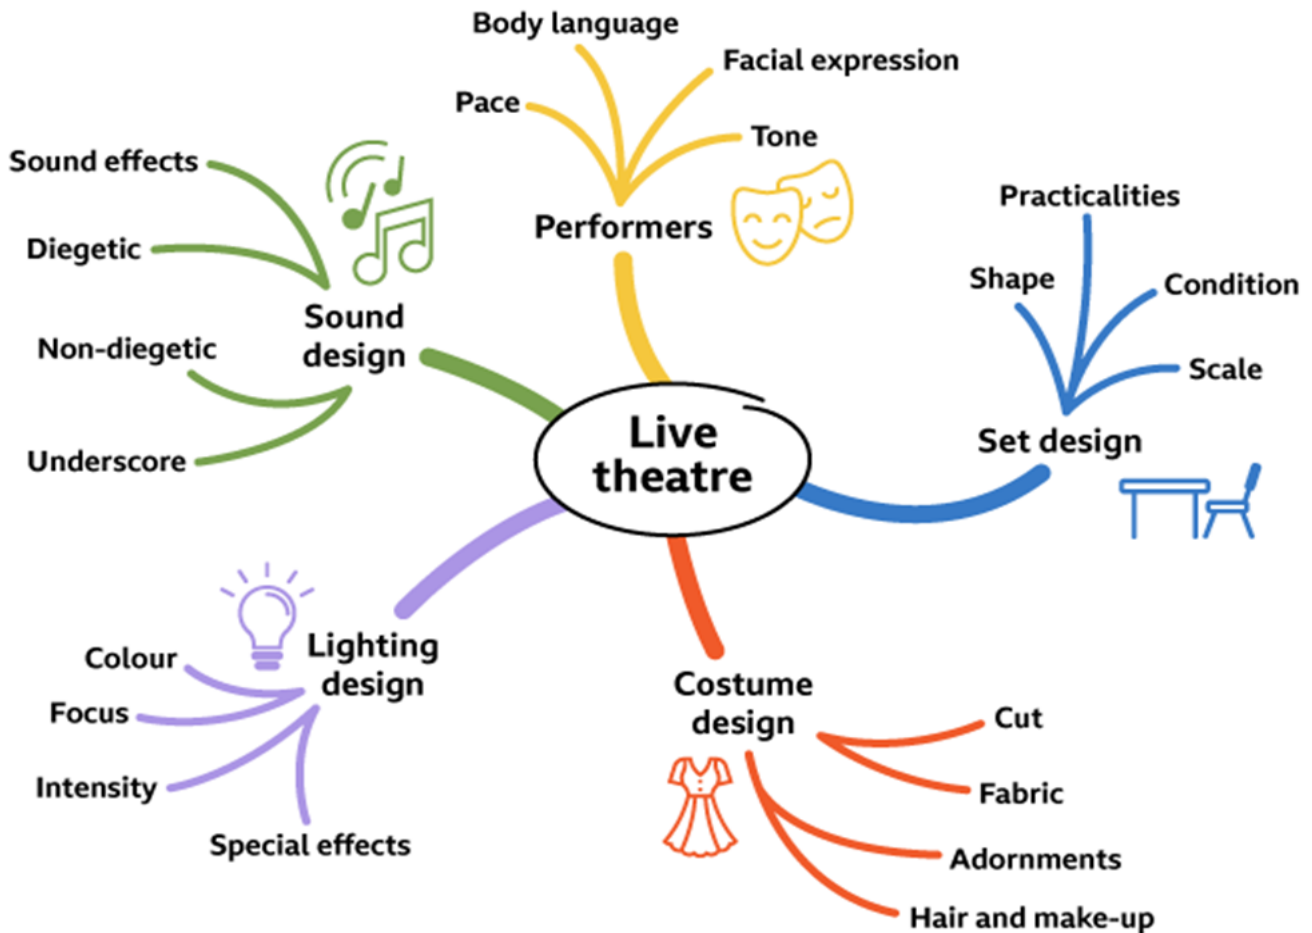 Live
theatre
Performers
Pace
Body language
Facial expression
Tone
Set design
Shape
Practicalities
Condition
Scale
Costume
design
Cut
Fabric
Adornments
Hair and make-up
Lighting
design
Colour
Focus
Intensity
Special effects
Sound
design
Sound effects
Diegetic
Non-diegetic
Underscore